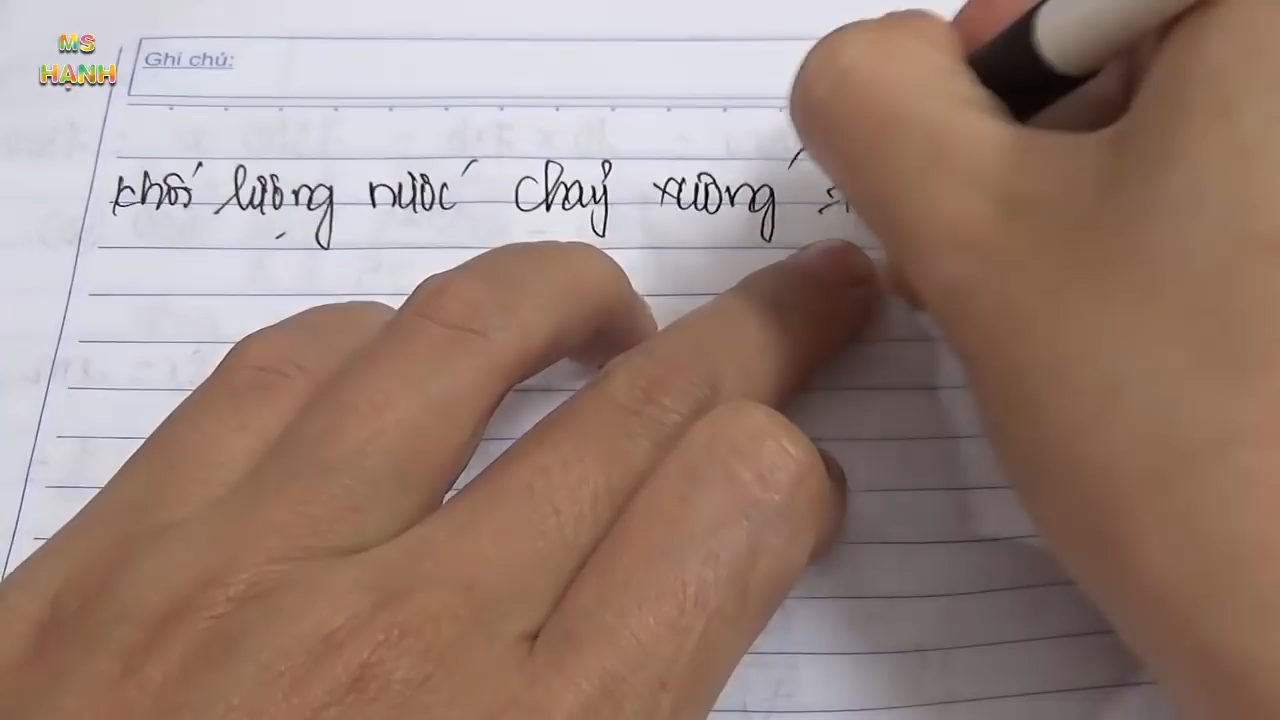 MS
HẠNH
Ghi chú:
khối lượng nước chảy xuống